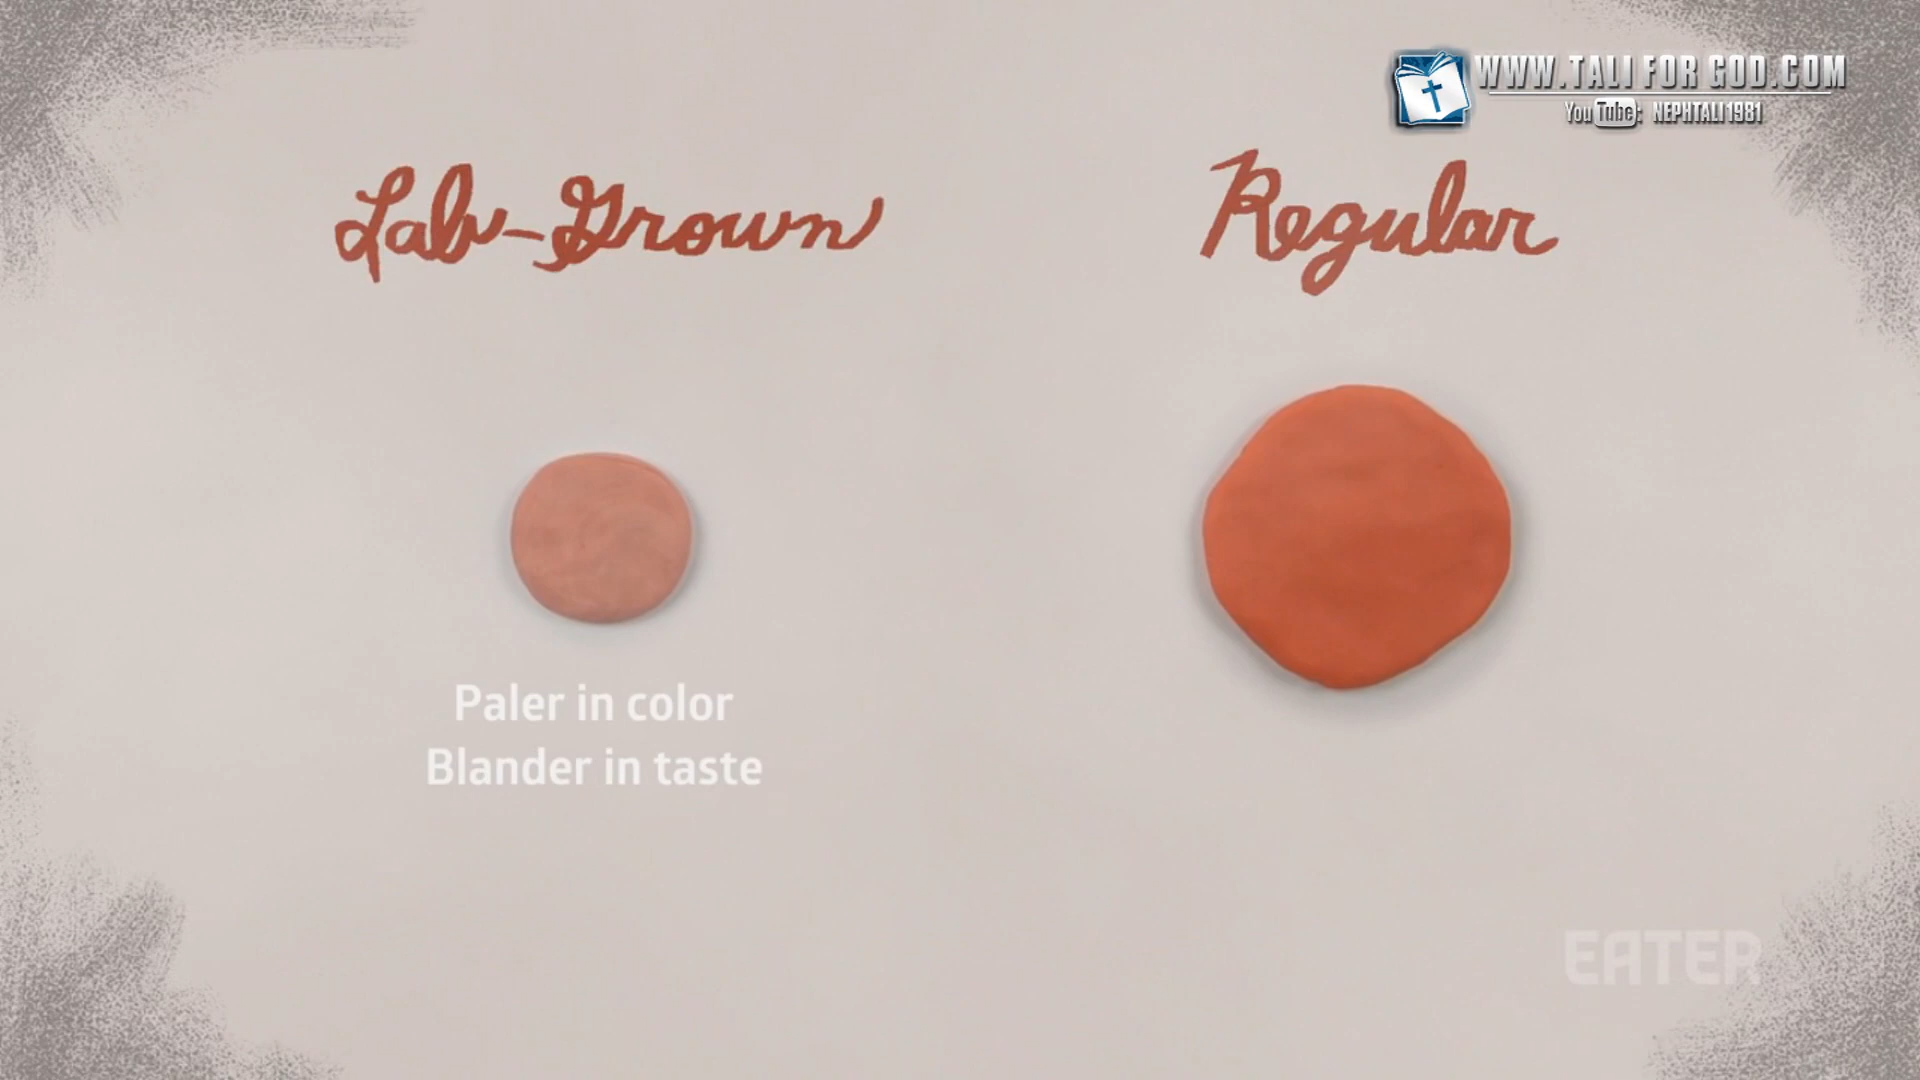 WWW.TALI FOR GOD.COM
YouTube: NEPHTALI1981
Lab-Grown
Regular
Paler in color
Blander in taste
EATER